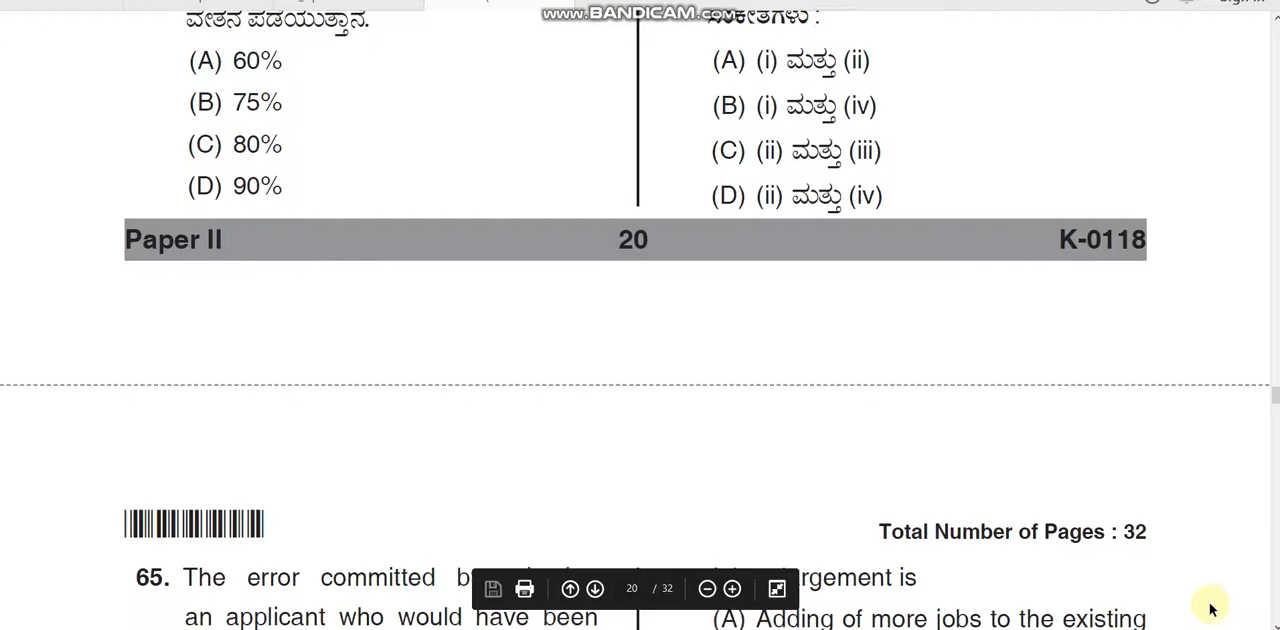 www.BANDICAM.com
ವೇತನ ಪಡೆಯುತ್ತಾನೆ.
(A) 60%
(B) 75%
(C) 80%
(D) 90%
ಸಂಕೇತಗಳು :
(A) (i) ಮತ್ತು (ii)
(B) (i) ಮತ್ತು (iv)
(C) (ii) ಮತ್ತು (iii)
(D) (ii) ಮತ್ತು (iv)
Paper II 20 K-0118
Total Number of Pages : 32
65. The error committed
an applicant who would have been
is
(A) Adding of more jobs to the existing
20 / 32